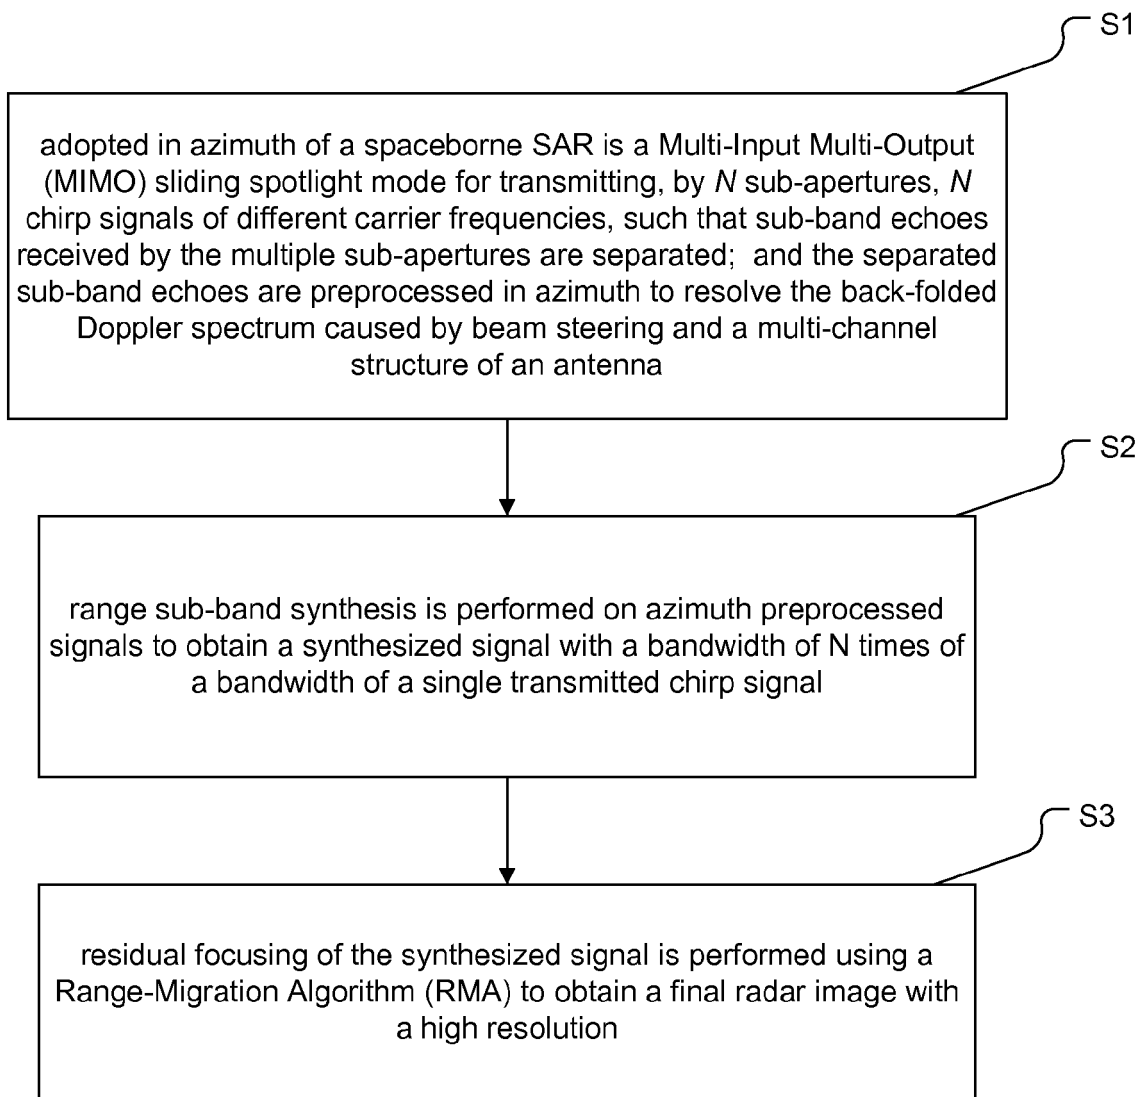 S1
adopted in azimuth of a spaceborne SAR is a Multi-Input Multi-Output
(MIMO) sliding spotlight mode for transmitting, by N sub-apertures, N
chirp signals of different carrier frequencies, such that sub-band echoes
received by the multiple sub-apertures are separated; and the separated
sub-band echoes are preprocessed in azimuth to resolve the back-folded
Doppler spectrum caused by beam steering and a multi-channel
structure of an antenna
S2
range sub-band synthesis is performed on azimuth preprocessed
signals to obtain a synthesized signal with a bandwidth of N times of
a bandwidth of a single transmitted chirp signal
S3
residual focusing of the synthesized signal is performed using a
Range-Migration Algorithm (RMA) to obtain a final radar image with
a high resolution